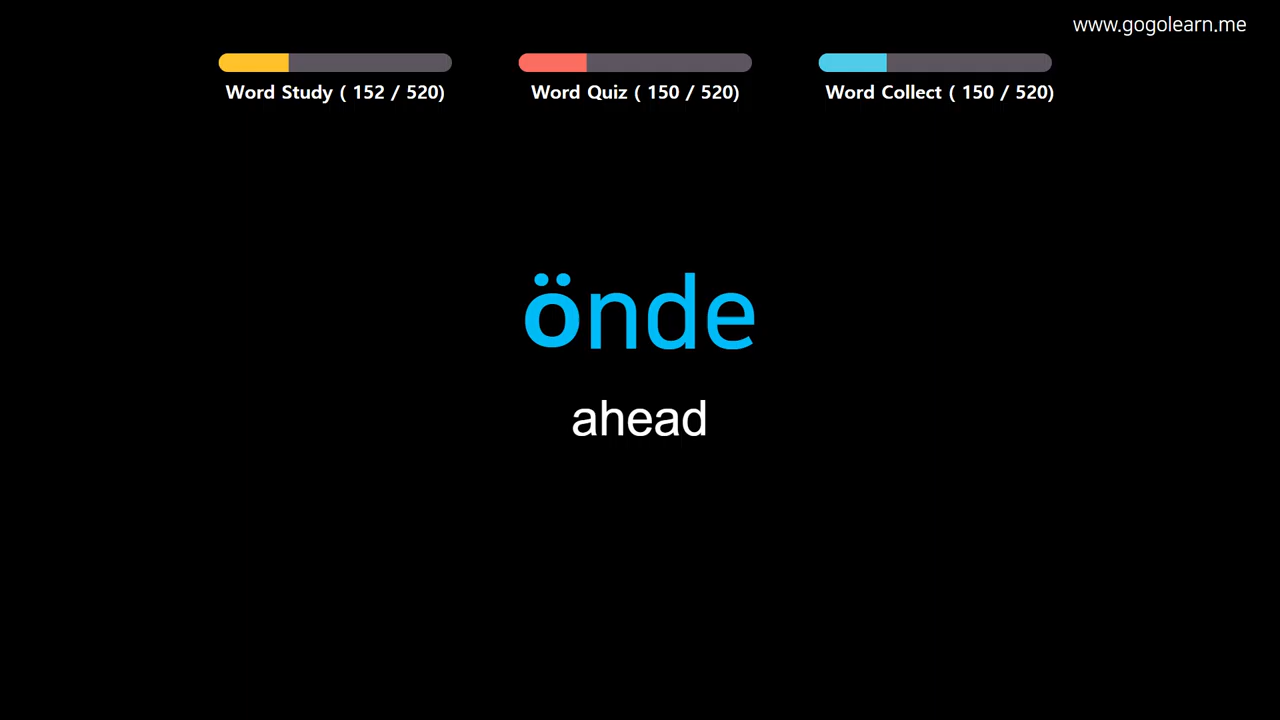 www.gogolearn.me
Word Study ( 152 / 520)
Word Quiz ( 150 / 520)
Word Collect ( 150 / 520)
önde
ahead